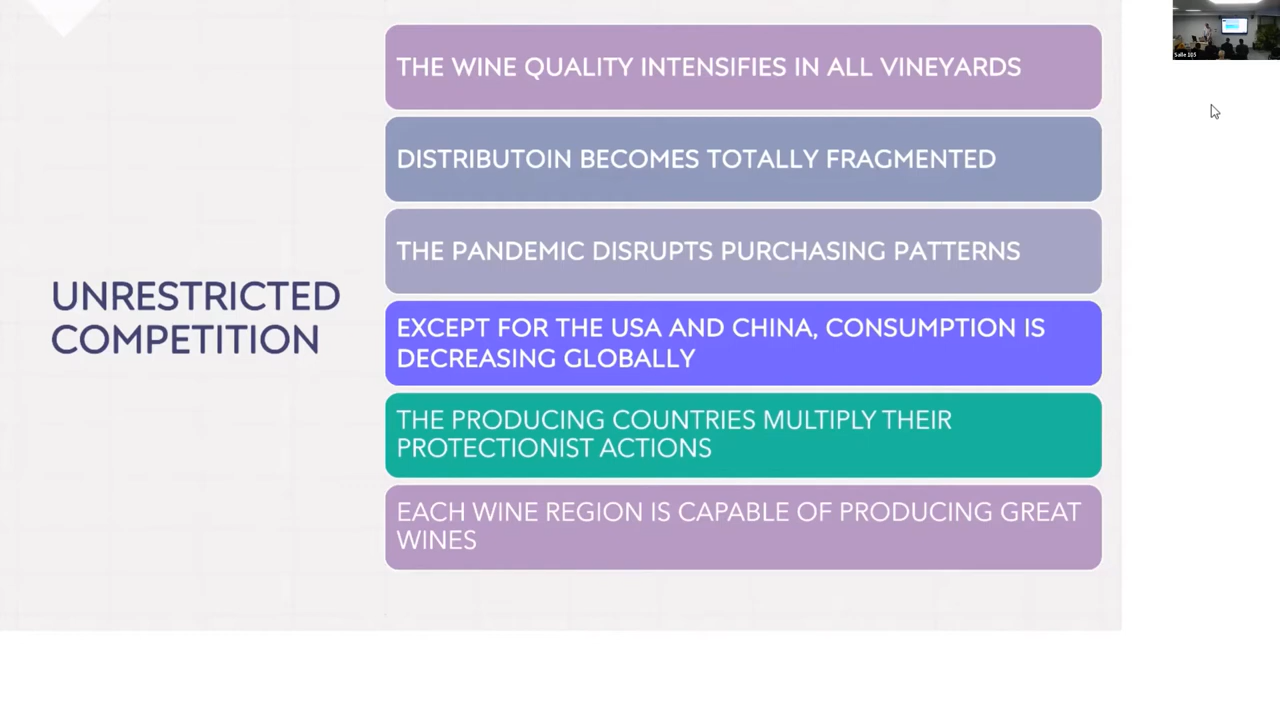 UNRESTRICTED
COMPETITION
THE WINE QUALITY INTENSIFIES IN ALL VINEYARDS
DISTRIBUTOIN BECOMES TOTALLY FRAGMENTED
THE PANDEMIC DISRUPTS PURCHASING PATTERNS
EXCEPT FOR THE USA AND CHINA, CONSUMPTION IS
DECREASING GLOBALLY
THE PRODUCING COUNTRIES MULTIPLY THEIR
PROTECTIONIST ACTIONS
EACH WINE REGION IS CAPABLE OF PRODUCING GREAT
WINES
Salle 105